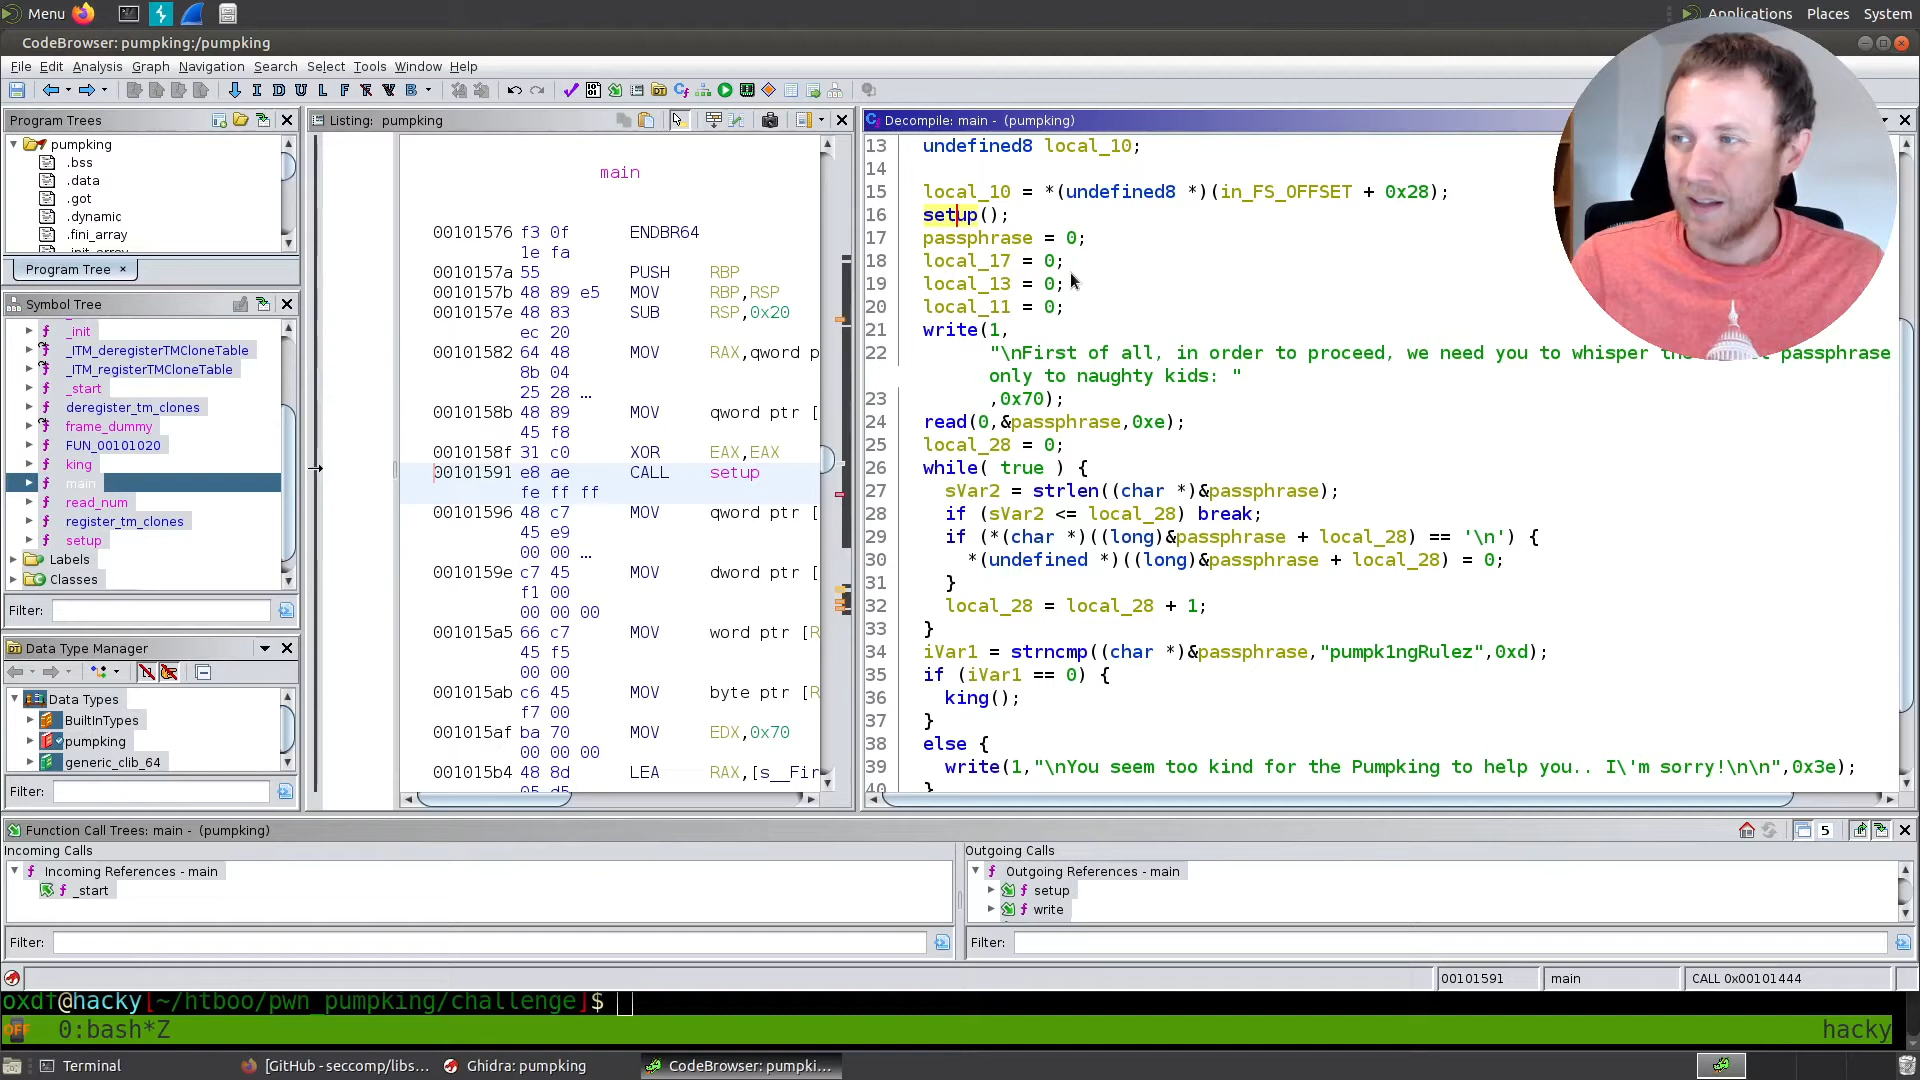 Menu
Applications Places System
CodeBrowser: pumpking:/pumpking
File Edit Analysis Graph Navigation Search Select Tools Window Help
I D U L F V B
Program Trees
pumpking
.bss
.data
.got
.dynamic
.fini_array
Program Tree ×
Symbol Tree
_init
_ITM_deregisterTMCloneTable
_ITM_registerTMCloneTable
_start
deregister_tm_clones
frame_dummy
FUN_00101020
king
main
read_num
register_tm_clones
setup
Labels
Classes
Filter:
Data Type Manager
Data Types
BuiltInTypes
pumpking
generic_clib_64
Filter:
Listing: pumpking
main
00101576 f3 0f ENDBR64
1e fa
0010157a 55 PUSH RBP
0010157b 48 89 e5 MOV RBP,RSP
0010157e 48 83 SUB RSP,0x20
ec 20
00101582 64 48 MOV RAX,qword p
8b 04
25 28 ...
0010158b 48 89 MOV qword ptr [
45 f8
0010158f 31 c0 XOR EAX,EAX
00101591 e8 ae CALL setup
fe ff ff
00101596 48 c7 MOV qword ptr [
45 e9
00 00 ...
0010159e c7 45 MOV dword ptr [
f1 00
00 00 00
001015a5 66 c7 MOV word ptr [R
45 f5
00 00
001015ab c6 45 MOV byte ptr [R
f7 00
001015af ba 70 MOV EDX,0x70
00 00 00
001015b4 48 8d LEA RAX,[s__Fir
05 d5
Decompile: main - (pumpking)
13 undefined8 local_10;
14
15 local_10 = *(undefined8 *)(in_FS_OFFSET + 0x28);
16 setup();
17 passphrase = 0;
18 local_17 = 0;
19 local_13 = 0;
20 local_11 = 0;
21 write(1,
22 "\nFirst of all, in order to proceed, we need you to whisper the passphrase
only to naughty kids: "
23 ,0x70);
24 read(0,&passphrase,0xe);
25 local_28 = 0;
26 while( true ) {
27 sVar2 = strlen((char *)&passphrase);
28 if (sVar2 <= local_28) break;
29 if (*(char *)((long)&passphrase + local_28) == '\n') {
30 *(undefined *)((long)&passphrase + local_28) = 0;
31 }
32 local_28 = local_28 + 1;
33 }
34 iVar1 = strncmp((char *)&passphrase,"pumpk1ngRulez",0xd);
35 if (iVar1 == 0) {
36 king();
37 }
38 else {
39 write(1,"\nYou seem too kind for the Pumpking to help you.. I\'m sorry!\n\n",0x3e);
40 }
Function Call Trees: main - (pumpking)
5
Incoming Calls
Incoming References - main
_start
Filter:
Outgoing Calls
Outgoing References - main
setup
write
Filter:
00101591 main CALL 0x00101444
oxdf@hacky[~/htboo/pwn_pumpking/challenge]$
OFF 0:bash*Z hacky
Terminal [GitHub - seccomp/libs... Ghidra: pumpking CodeBrowser: pumpki...